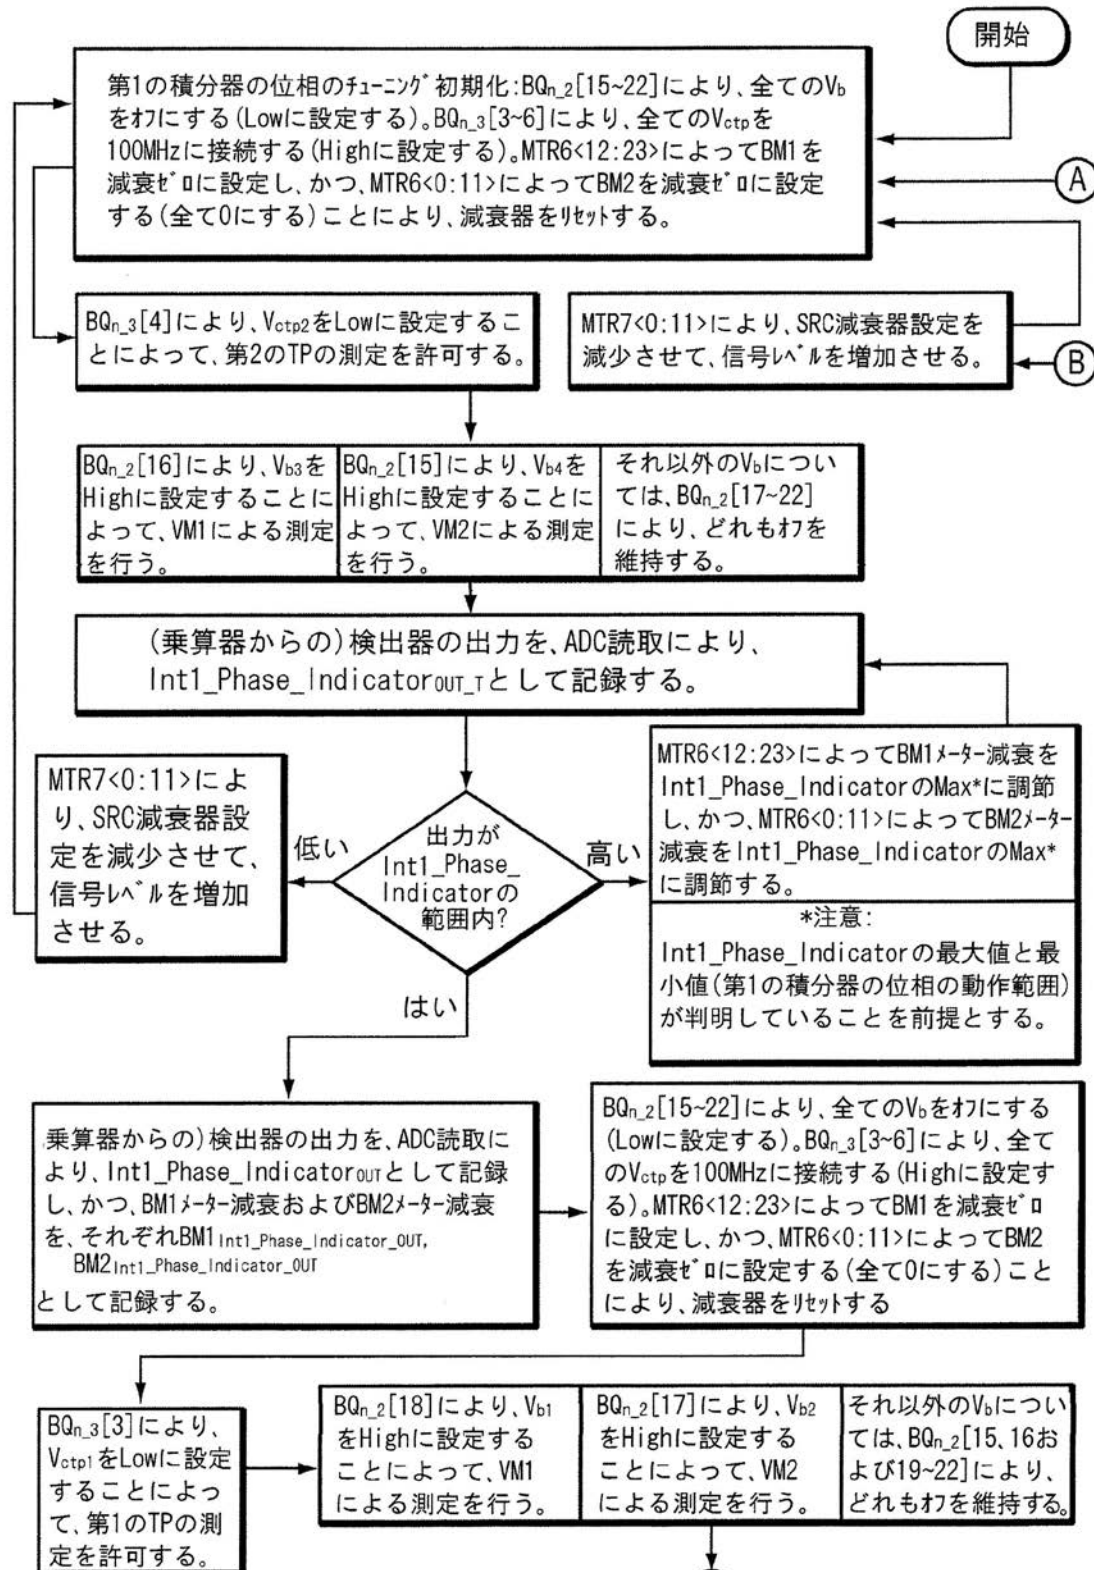 開始
第1の積分器の位相のﾁｭｰﾆﾝｸﾞ初期化:BQn_2[15~22]により、全てのVb
をｵﾌにする(Lowに設定する)。BQn_3[3~6]により、全てのVctpを
100MHzに接続する(Highに設定する)。MTR6<12:23>によってBM1を
減衰ｾﾞﾛに設定し、かつ、MTR6<0:11>によってBM2を減衰ｾﾞﾛに設定
する(全て0にする)ことにより、減衰器をﾘｾｯﾄする。
A
BQn_3[4]により、Vctp2をLowに設定するこ
とによって、第2のTPの測定を許可する。
MTR7<0:11>により、SRC減衰器設定を
減少させて、信号ﾚﾍﾞﾙを増加させる。
B
BQn_2[16]により、Vb3を
Highに設定することに
よって、VM1による測定
を行う。
BQn_2[15]により、Vb4を
Highに設定することに
よって、VM2による測定
を行う。
それ以外のVbについ
ては、BQn_2[17~22]
により、どれもｵﾌを
維持する。
(乗算器からの)検出器の出力を、ADC読取により、
Int1_Phase_IndicatorOUT_Tとして記録する。
MTR7<0:11>によ
り、SRC減衰器設
定を減少させて、
信号ﾚﾍﾞﾙを増加
させる。
低い
出力が
Int1_Phase_
Indicatorの
範囲内?
高い
MTR6<12:23>によってBM1ﾒｰﾀｰ減衰を
Int1_Phase_IndicatorのMax*に調節
し、かつ、MTR6<0:11>によってBM2ﾒｰﾀｰ
減衰をInt1_Phase_IndicatorのMax*
に調節する。
*注意:
Int1_Phase_Indicatorの最大値と最
小値(第1の積分器の位相の動作範囲)
が判明していることを前提とする。
はい
乗算器からの)検出器の出力を、ADC読取に
より、Int1_Phase_IndicatorOUTとして記録
し、かつ、BM1ﾒｰﾀｰ減衰およびBM2ﾒｰﾀｰ減衰
を、それぞれBM1Int1_Phase_Indicator_OUT,
BM2Int1_Phase_Indicator_OUT
として記録する。
BQn_2[15~22]により、全てのVbをｵﾌにする
(Lowに設定する)。BQn_3[3~6]により、全て
のVctpを100MHzに接続する(Highに設定す
る)。MTR6<12:23>によってBM1を減衰ｾﾞﾛ
に設定し、かつ、MTR6<0:11>によってBM2
を減衰ｾﾞﾛに設定する(全て0にする)こと
により、減衰器をﾘｾｯﾄする
BQn_3[3]により、
Vctp1をLowに設定
することによっ
て、第1のTPの測
定を許可する。
BQn_2[18]により、Vb1
をHighに設定する
ことによって、VM1
による測定を行う。
BQn_2[17]により、Vb2
をHighに設定する
ことによって、VM2
による測定を行う。
それ以外のVbについ
ては、BQn_2[15、16お
よび19~22]により、
どれもｵﾌを維持する。